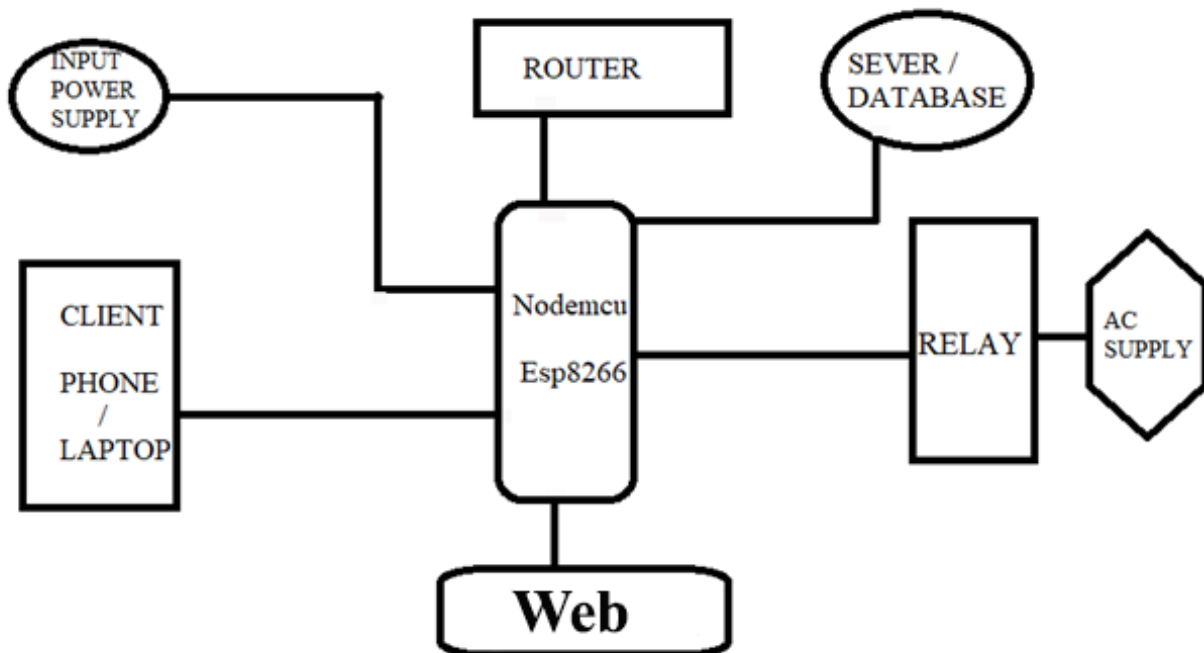 INPUT
POWER
SUPPLY
ROUTER
SEVER /
DATABASE
CLIENT
PHONE
/
LAPTOP
Nodemcu
Esp8266
RELAY
AC
SUPPLY
Web